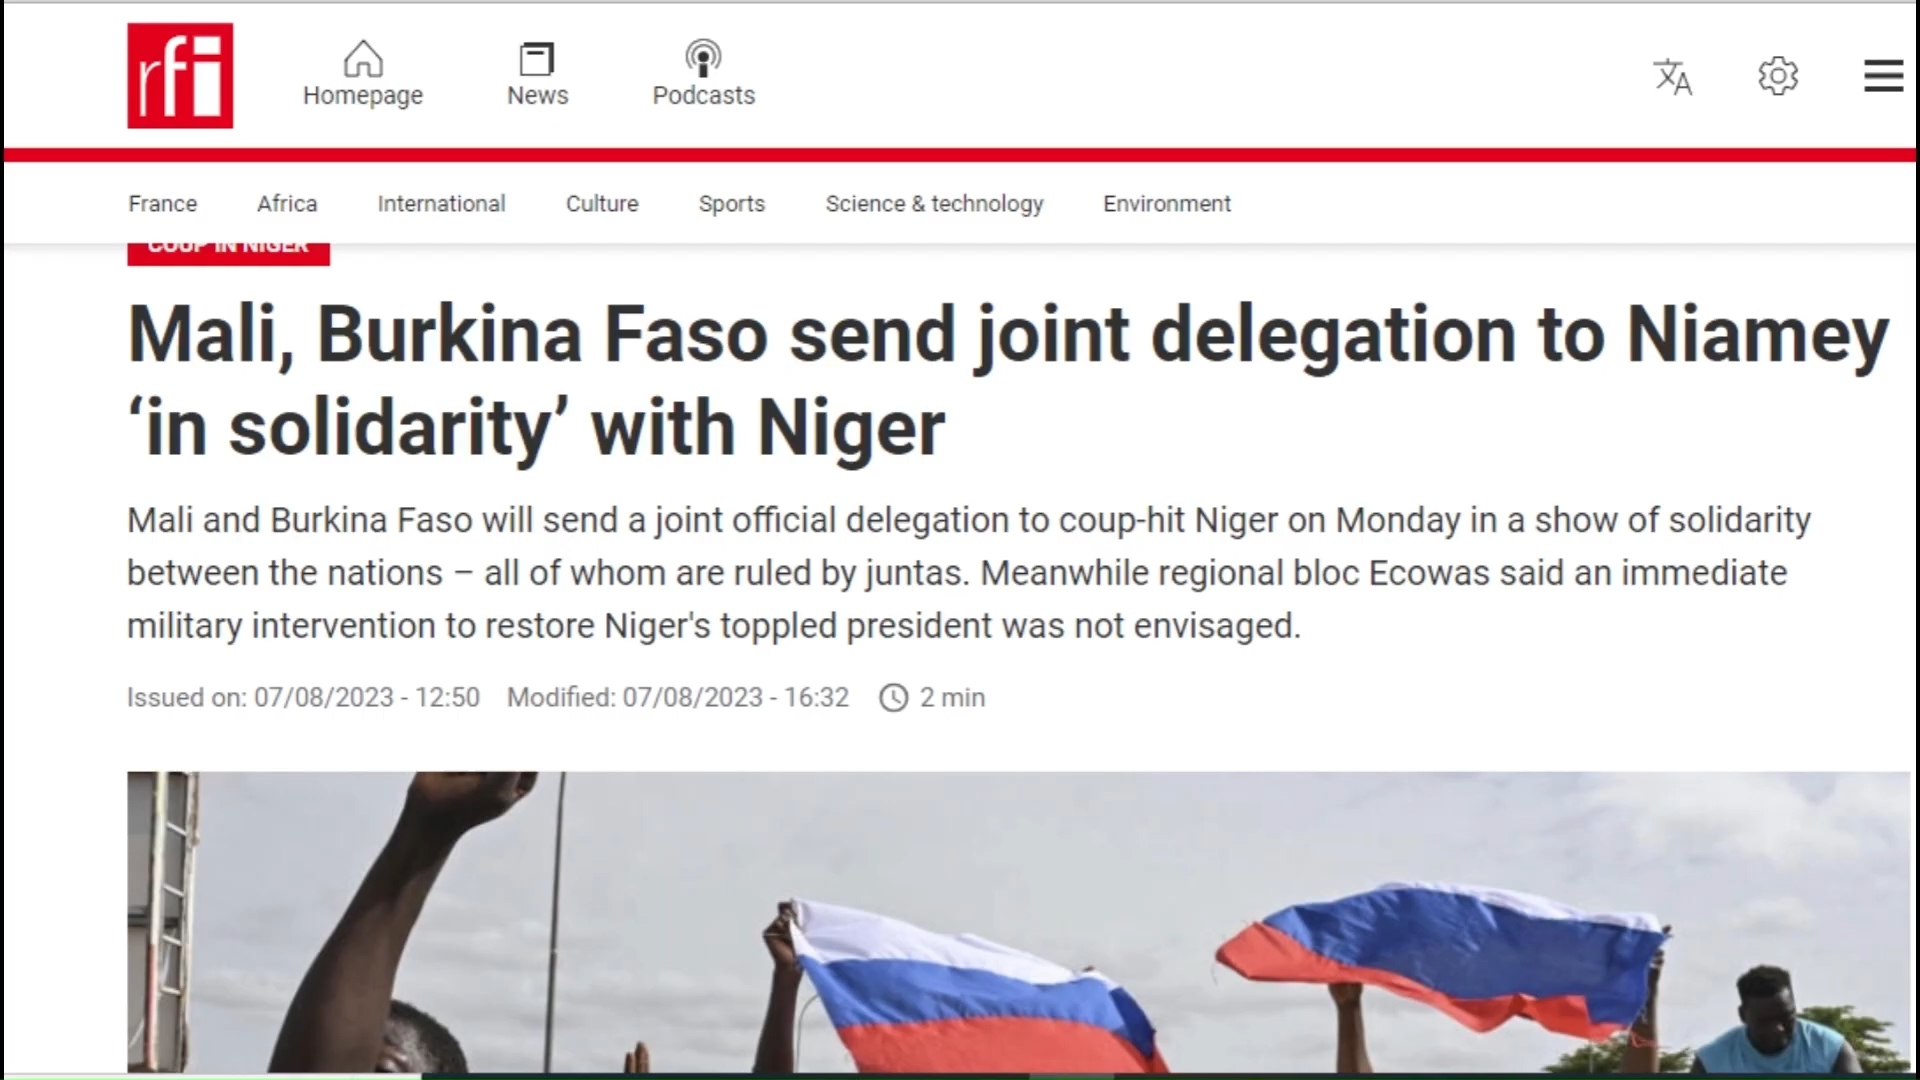 rfi
Homepage
News
Podcasts
France
Africa
International
Culture
Sports
Science & technology
Environment
COUP IN NIGER
Mali, Burkina Faso send joint delegation to Niamey
‘in solidarity’ with Niger
Mali and Burkina Faso will send a joint official delegation to coup-hit Niger on Monday in a show of solidarity
between the nations – all of whom are ruled by juntas. Meanwhile regional bloc Ecowas said an immediate
military intervention to restore Niger's toppled president was not envisaged.
Issued on: 07/08/2023 - 12:50 Modified: 07/08/2023 - 16:32 2 min